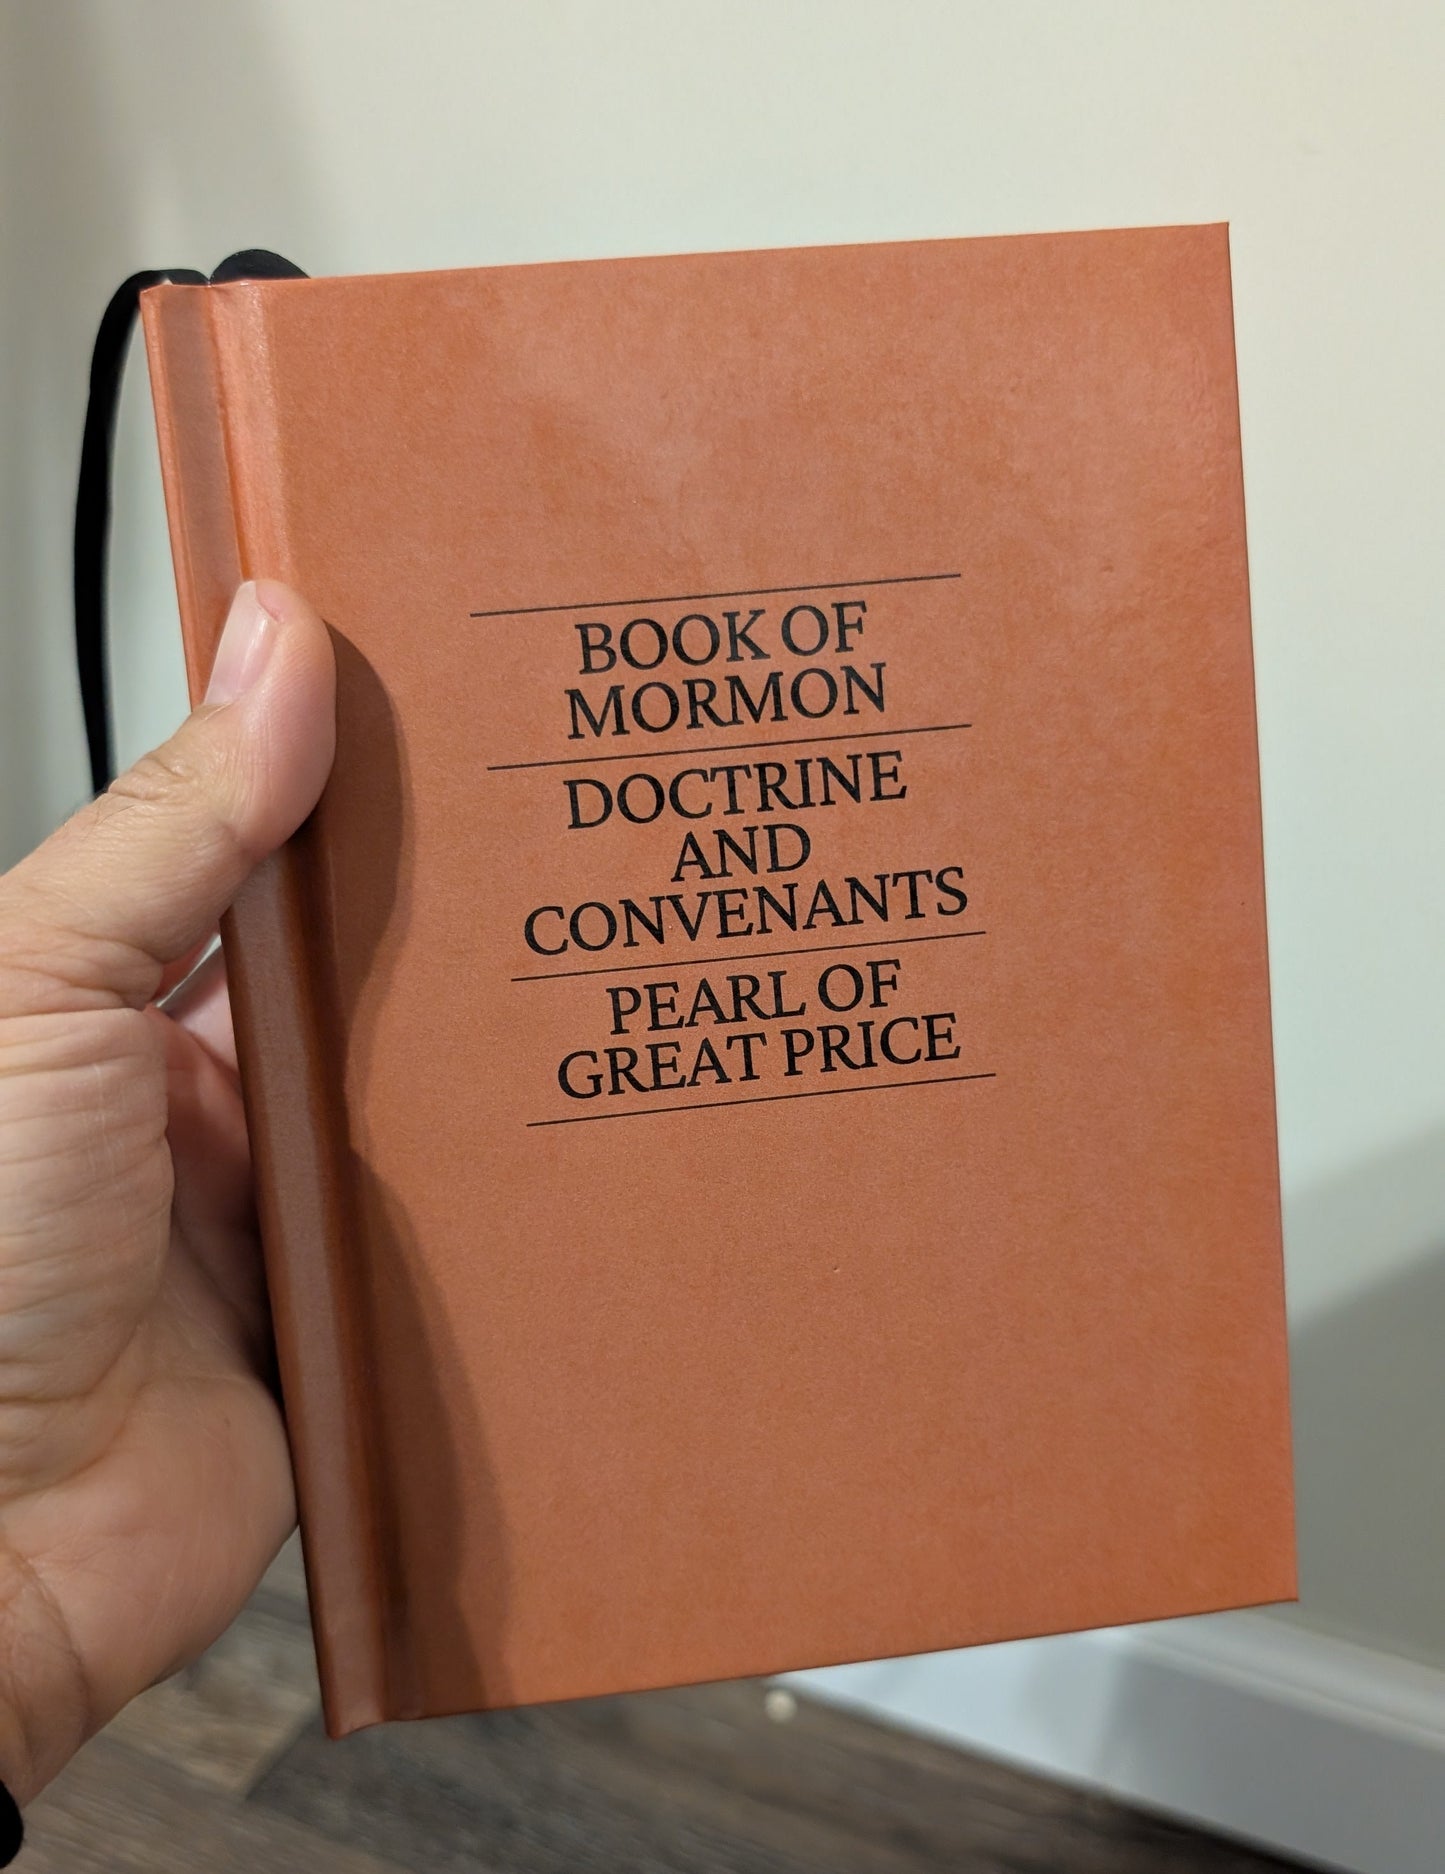 BOOK OF
MORMON
DOCTRINE
AND
CONVENANTS
PEARL OF
GREAT PRICE